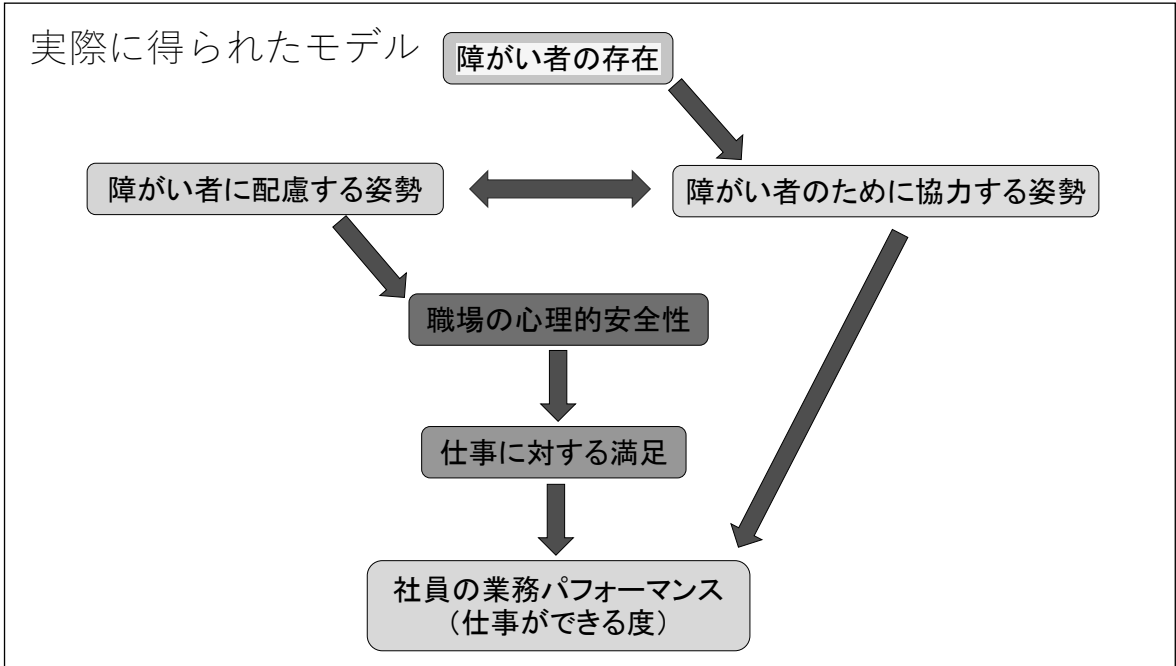 実際に得られたモデル
障がい者の存在
障がい者に配慮する姿勢
障がい者のために協力する姿勢
職場の心理的安全性
仕事に対する満足
社員の業務パフォーマンス
（仕事ができる度）